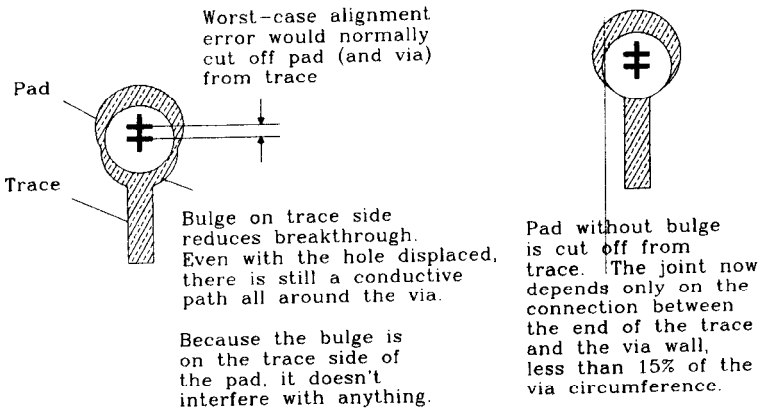 Worst-case alignment
error would normally
cut off pad (and via)
from trace
Pad
Trace
Bulge on trace side
reduces breakthrough.
Even with the hole displaced,
there is still a conductive
path all around the via.
Because the bulge is
on the trace side of
the pad, it doesn't
interfere with anything.
Pad without bulge
is cut off from
trace. The joint now
depends only on the
connection between
the end of the trace
and the via wall,
less than 15% of the
via circumference.